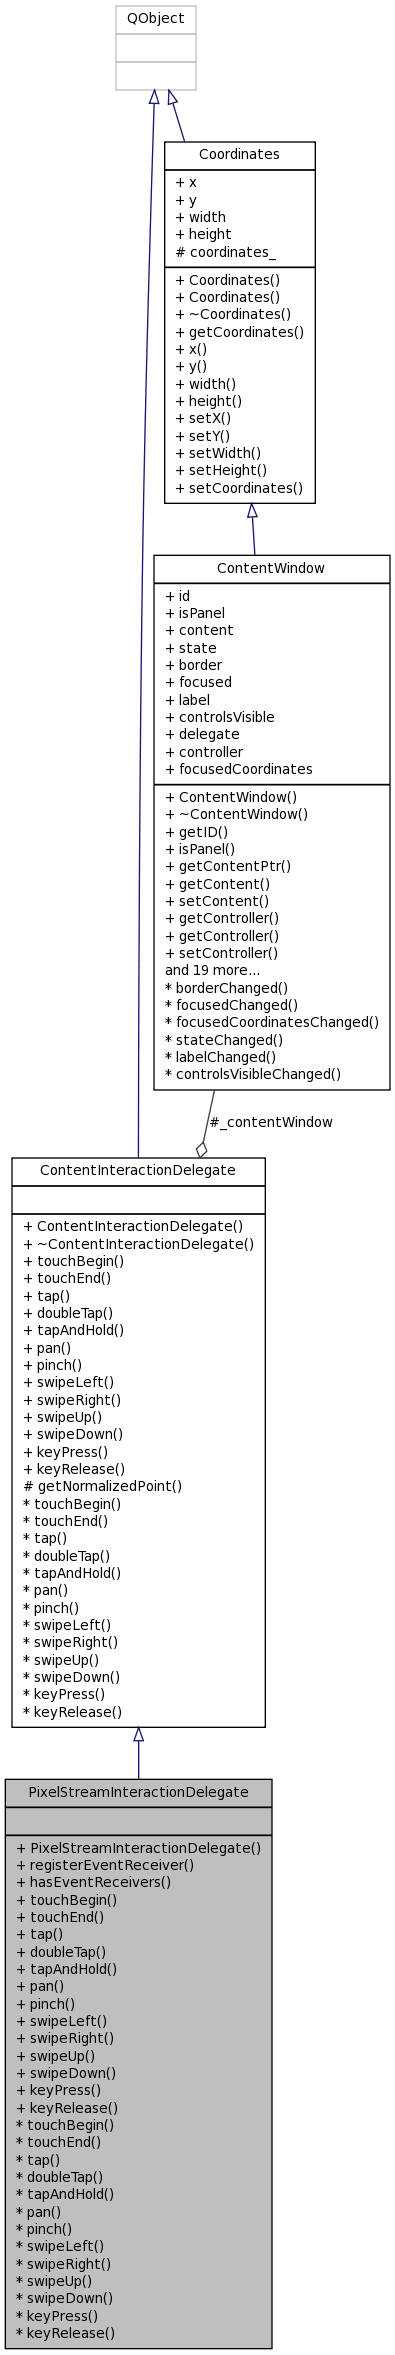 QObject
Coordinates
+ x
+ y
+ width
+ height
# coordinates_
+ Coordinates()
+ Coordinates()
+ ~Coordinates()
+ getCoordinates()
+ x()
+ y()
+ width()
+ height()
+ setX()
+ setY()
+ setWidth()
+ setHeight()
+ setCoordinates()
ContentWindow
+ id
+ isPanel
+ content
+ state
+ border
+ focused
+ label
+ controlsVisible
+ delegate
+ controller
+ focusedCoordinates
+ ContentWindow()
+ ~ContentWindow()
+ getID()
+ isPanel()
+ getContentPtr()
+ getContent()
+ setContent()
+ getController()
+ getController()
+ setController()
and 19 more...
* borderChanged()
* focusedChanged()
* focusedCoordinatesChanged()
* stateChanged()
* labelChanged()
* controlsVisibleChanged()
#_contentWindow
ContentInteractionDelegate
+ ContentInteractionDelegate()
+ ~ContentInteractionDelegate()
+ touchBegin()
+ touchEnd()
+ tap()
+ doubleTap()
+ tapAndHold()
+ pan()
+ pinch()
+ swipeLeft()
+ swipeRight()
+ swipeUp()
+ swipeDown()
+ keyPress()
+ keyRelease()
# getNormalizedPoint()
* touchBegin()
* touchEnd()
* tap()
* doubleTap()
* tapAndHold()
* pan()
* pinch()
* swipeLeft()
* swipeRight()
* swipeUp()
* swipeDown()
* keyPress()
* keyRelease()
PixelStreamInteractionDelegate
+ PixelStreamInteractionDelegate()
+ registerEventReceiver()
+ hasEventReceivers()
+ touchBegin()
+ touchEnd()
+ tap()
+ doubleTap()
+ tapAndHold()
+ pan()
+ pinch()
+ swipeLeft()
+ swipeRight()
+ swipeUp()
+ swipeDown()
+ keyPress()
+ keyRelease()
* touchBegin()
* touchEnd()
* tap()
* doubleTap()
* tapAndHold()
* pan()
* pinch()
* swipeLeft()
* swipeRight()
* swipeUp()
* swipeDown()
* keyPress()
* keyRelease()